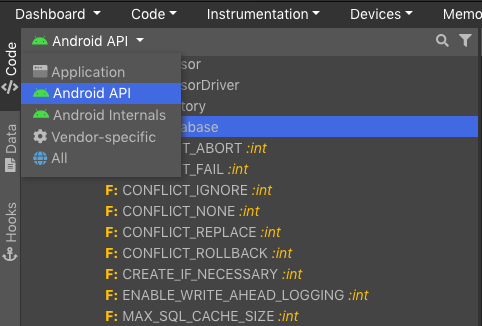 Dashboard Code Instrumentation Devices Memo
Android API
Application
Android API
Android Internals
Vendor-specific
All
sor
sorDriver
tory
abase
T_ABORT :int
T_FAIL :int
F: CONFLICT_IGNORE :int
F: CONFLICT_NONE :int
F: CONFLICT_REPLACE :int
F: CONFLICT_ROLLBACK :int
F: CREATE_IF_NECESSARY :int
F: ENABLE_WRITE_AHEAD_LOGGING :int
F: MAX_SQL_CACHE_SIZE :int
Code
Data
Hooks